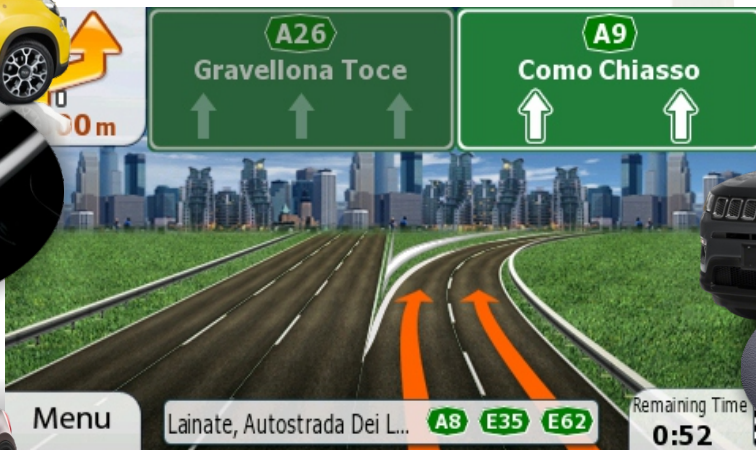 A26
Gravellona Toce
A9
Como Chiasso
00 m
Menu
Lainate, Autostrada Dei L...
A8 E35 E62
Remaining Time
0:52